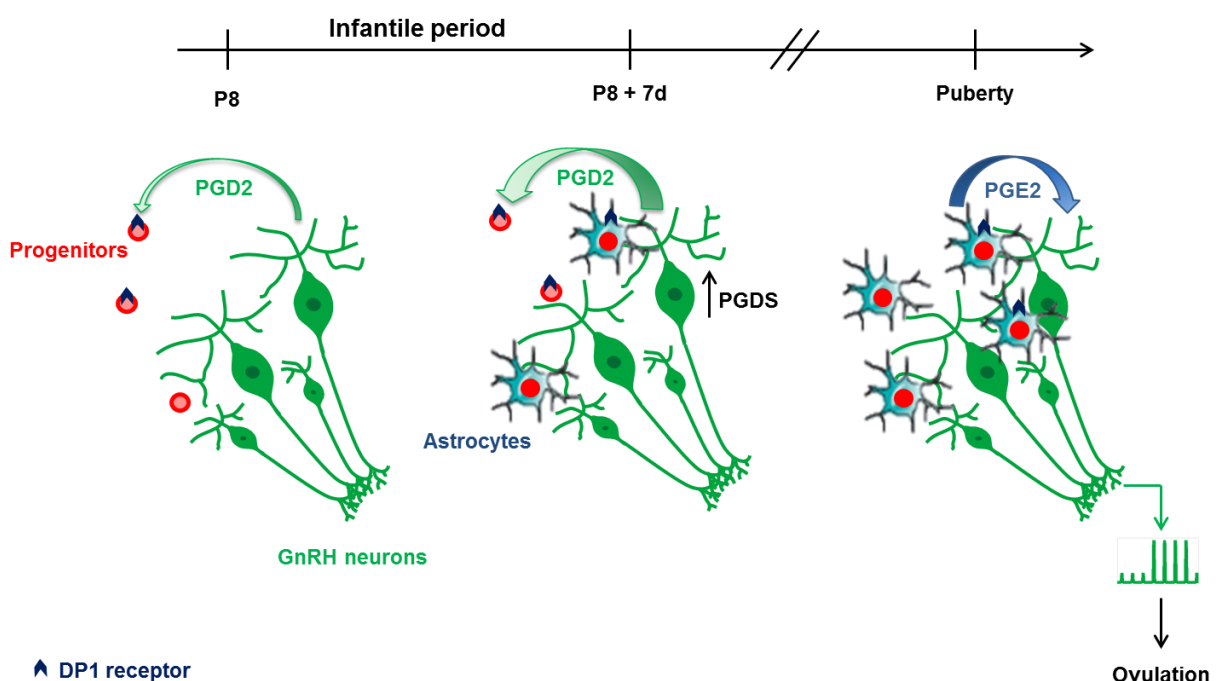 Infantile period
P8
P8 + 7d
Puberty
PGD2
PGD2
PGE2
Progenitors
PGDS
Astrocytes
GnRH neurons
DP1 receptor
Ovulation